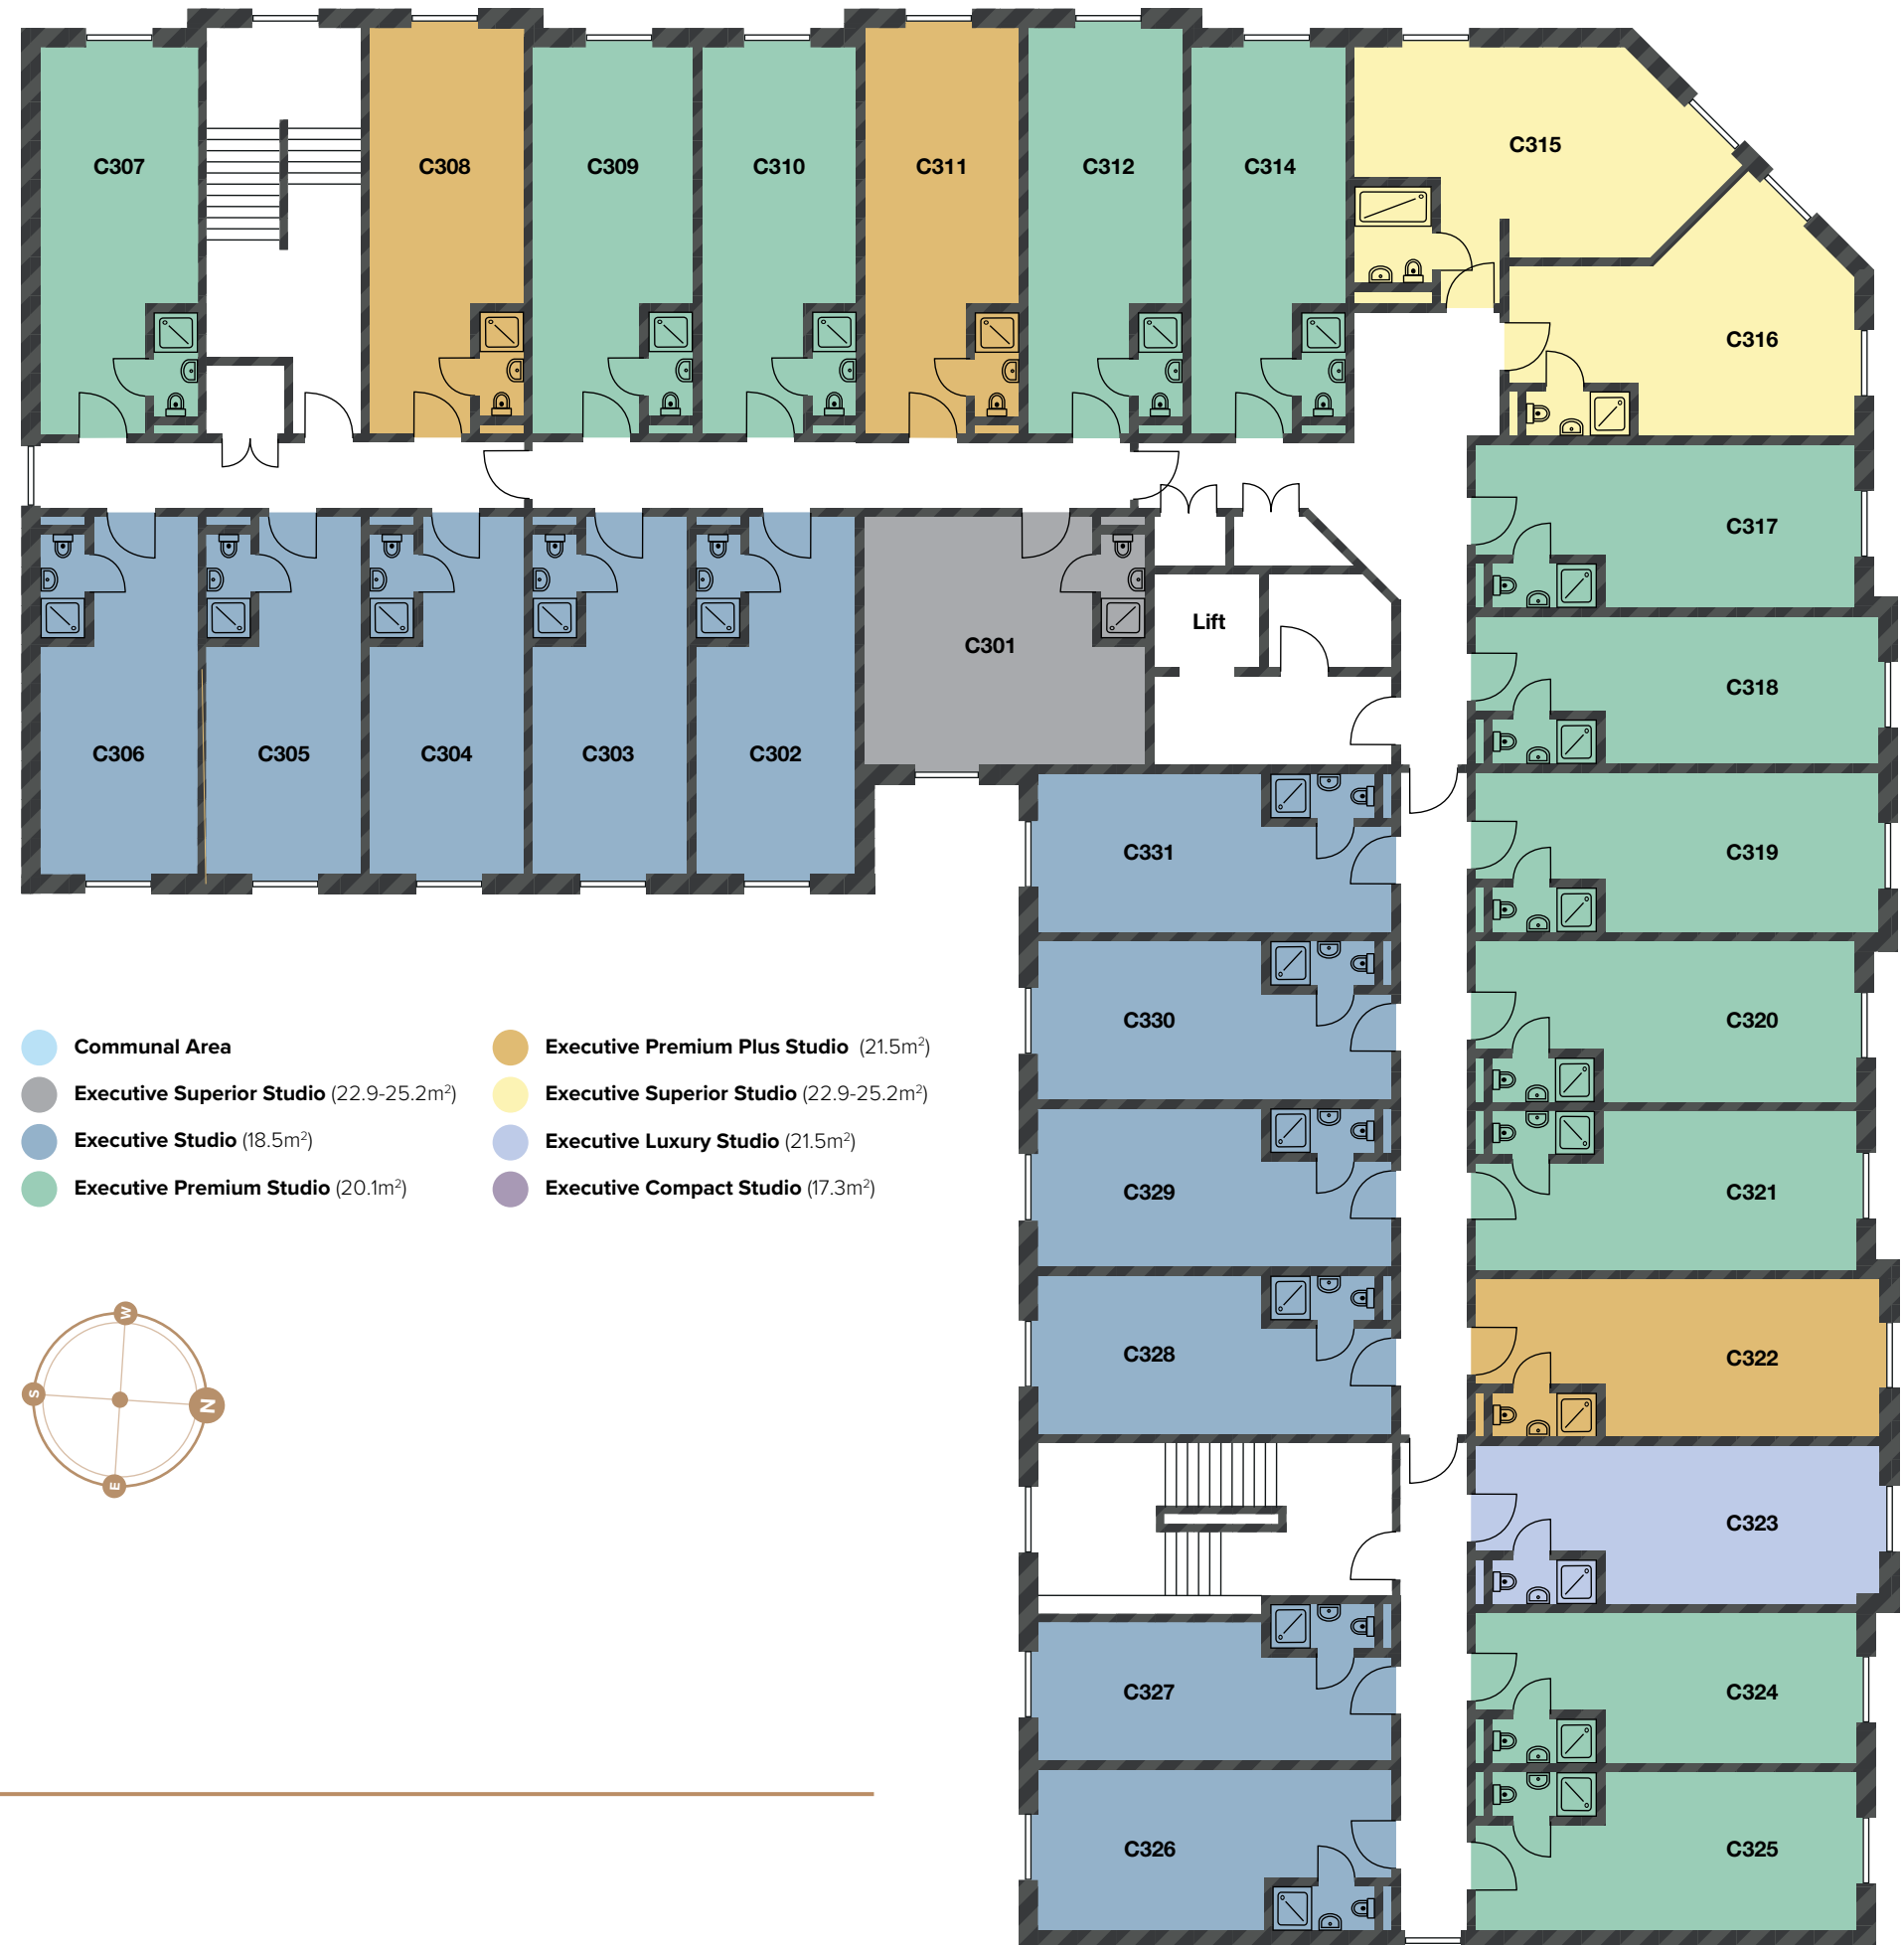 C307
C308
C309
C310
C311
C312
C314
C315
C316
C317
C318
C319
C320
C321
C322
C323
C324
C325
C306
C305
C304
C303
C302
C301
Lift
C331
C330
C329
C328
C327
C326
Communal Area
Executive Superior Studio (22.9-25.2m²)
Executive Studio (18.5m²)
Executive Premium Studio (20.1m²)
Executive Premium Plus Studio (21.5m²)
Executive Superior Studio (22.9-25.2m²)
Executive Luxury Studio (21.5m²)
Executive Compact Studio (17.3m²)
W
S
N
E